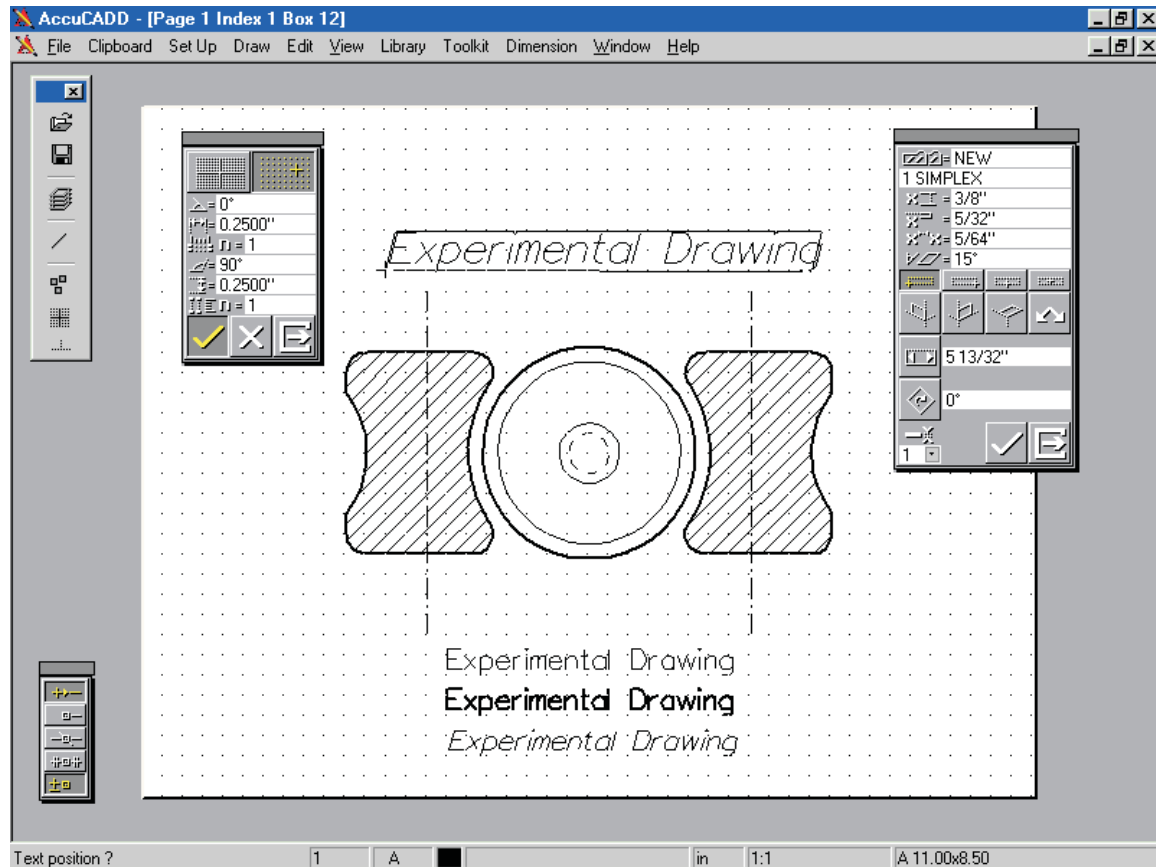 AccuCADD - [Page 1 Index 1 Box 12]
File Clipboard Set Up Draw Edit View Library Toolkit Dimension Window Help
= 0°
= 0.2500"
n = 1
= 90°
= 0.2500"
n = 1
= NEW
1 SIMPLEX
= 3/8"
= 5/32"
= 5/64"
= 15°
5 13/32"
0°
1
Experimental Drawing
Experimental Drawing
Experimental Drawing
Experimental Drawing
Text position ? 1 A in 1:1 A 11.00x8.50